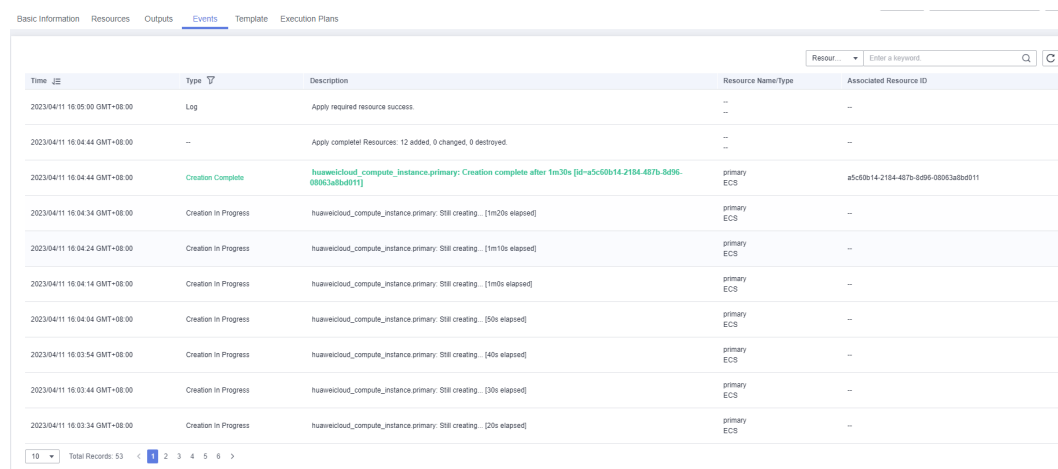 Basic Information Resources Outputs Events Template Execution Plans
Resour... Enter a keyword.
Time Type Description Resource Name/Type Associated Resource ID
2023/04/11 16:05:00 GMT+08:00 Log Apply required resource success. -- -- --
2023/04/11 16:04:44 GMT+08:00 -- Apply complete! Resources: 12 added, 0 changed, 0 destroyed. -- -- --
2023/04/11 16:04:44 GMT+08:00 Creation Complete huaweicloud_compute_instance.primary: Creation complete after 1m30s [id=a5c60b14-2184-487b-8d96-
08063a8bd011] primary ECS a5c60b14-2184-487b-8d96-08063a8bd011
2023/04/11 16:04:34 GMT+08:00 Creation In Progress huaweicloud_compute_instance.primary: Still creating... [1m20s elapsed] primary ECS --
2023/04/11 16:04:24 GMT+08:00 Creation In Progress huaweicloud_compute_instance.primary: Still creating... [1m10s elapsed] primary ECS --
2023/04/11 16:04:14 GMT+08:00 Creation In Progress huaweicloud_compute_instance.primary: Still creating... [1m0s elapsed] primary ECS --
2023/04/11 16:04:04 GMT+08:00 Creation In Progress huaweicloud_compute_instance.primary: Still creating... [50s elapsed] primary ECS --
2023/04/11 16:03:54 GMT+08:00 Creation In Progress huaweicloud_compute_instance.primary: Still creating... [40s elapsed] primary ECS --
2023/04/11 16:03:44 GMT+08:00 Creation In Progress huaweicloud_compute_instance.primary: Still creating... [30s elapsed] primary ECS --
2023/04/11 16:03:34 GMT+08:00 Creation In Progress huaweicloud_compute_instance.primary: Still creating... [20s elapsed] primary ECS --
10 Total Records: 53 < 1 2 3 4 5 6 >